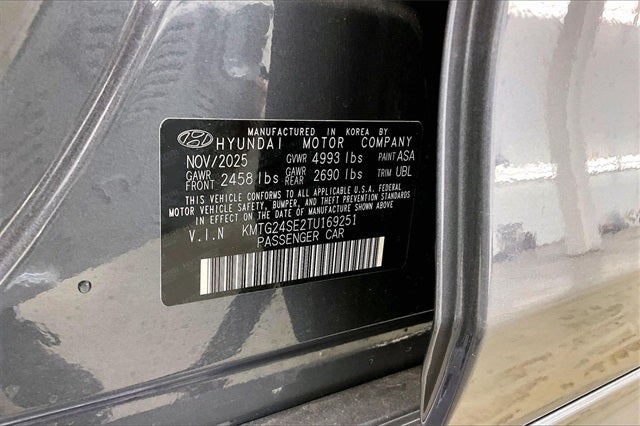 MANUFACTURED IN KOREA BY
HYUNDAI MOTOR COMPANY
NOV/2025 GVWR 4993 lbs PAINT ASA
GAWR FRONT 2458 lbs GAWR REAR 2690 lbs TRIM UBL
THIS VEHICLE CONFORMS TO ALL APPLICABLE U.S.A. FEDERAL
MOTOR VEHICLE SAFETY, BUMPER, AND THEFT PREVENTION STANDARDS
IN EFFECT ON THE DATE OF MANUFACTURE SHOWN ABOVE.
V.I.N KMTG24SE2TU169251
PASSENGER CAR